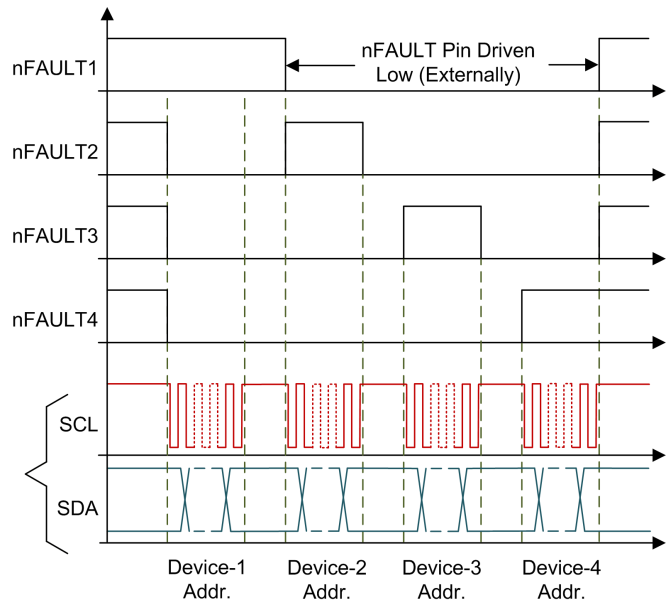 nFAULT1
nFAULT Pin Driven
Low (Externally)
nFAULT2
nFAULT3
nFAULT4
SCL
SDA
Device-1
Addr.
Device-2
Addr.
Device-3
Addr.
Device-4
Addr.